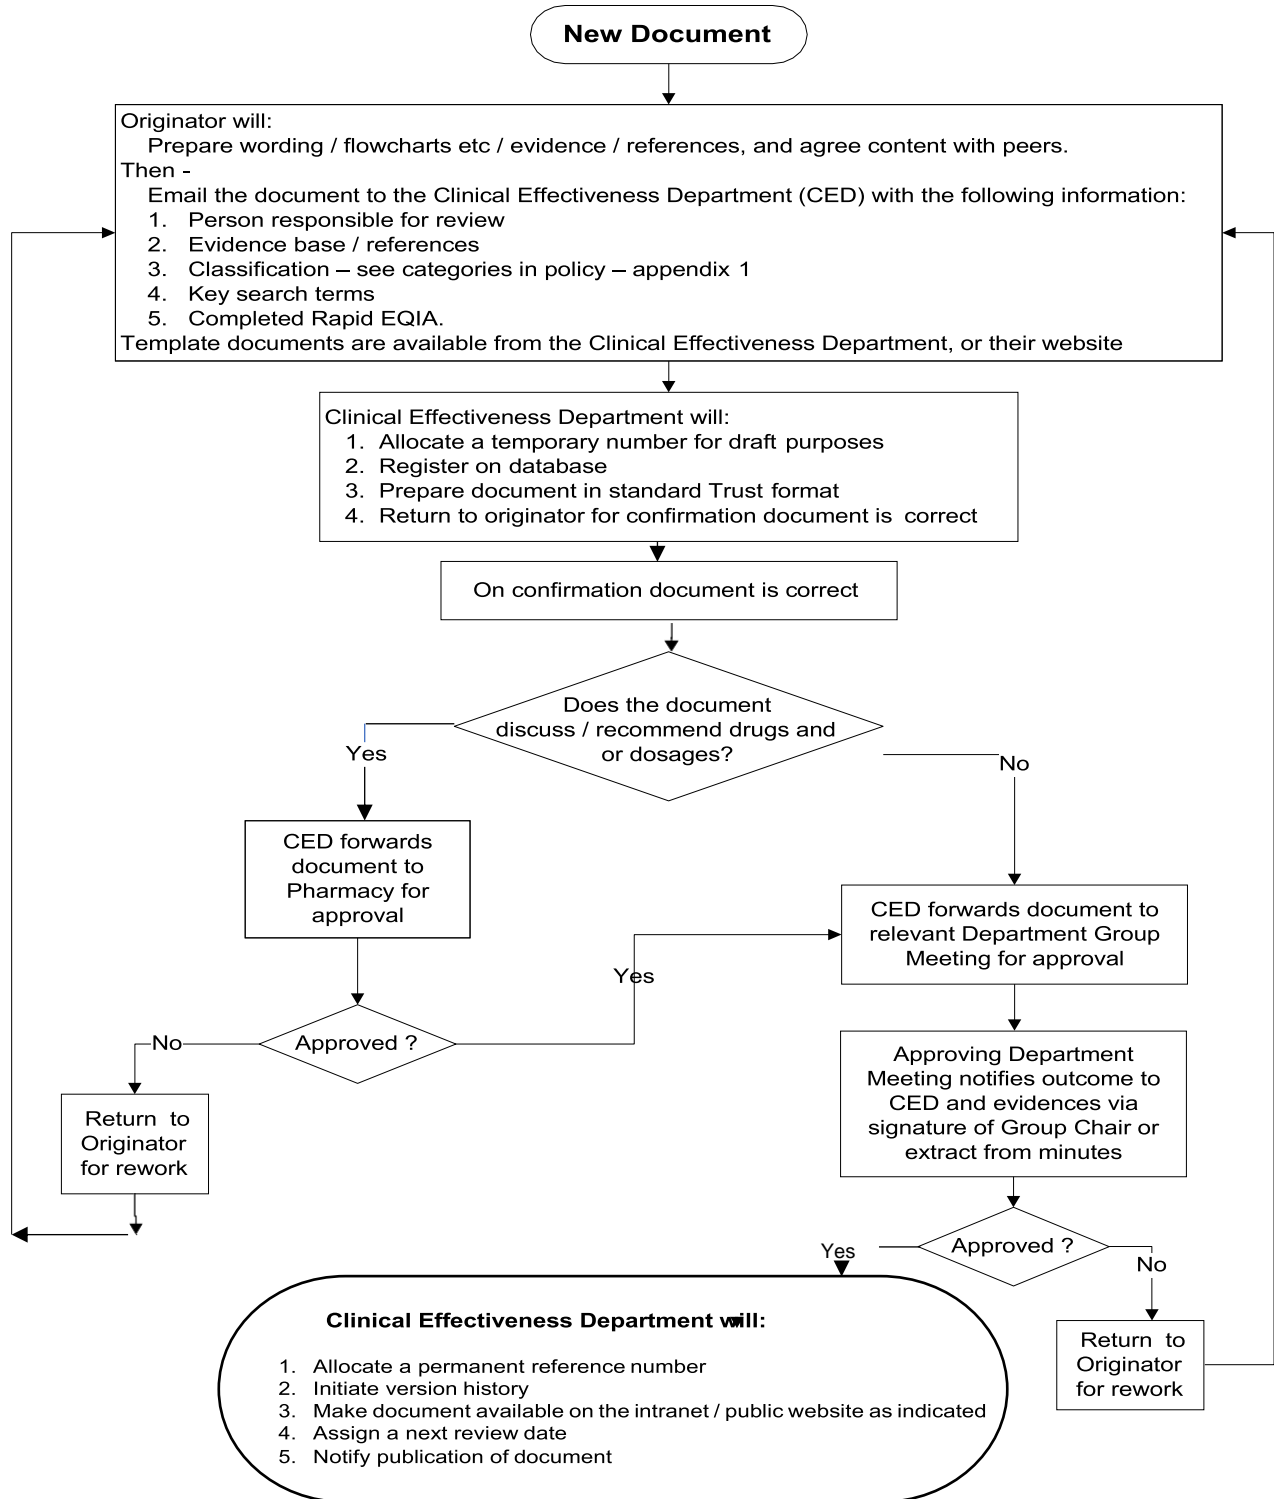 New Document
Originator will:
Prepare wording / flowcharts etc / evidence / references, and agree content with peers.
Then -
Email the document to the Clinical Effectiveness Department (CED) with the following information:
1. Person responsible for review
2. Evidence base / references
3. Classification – see categories in policy – appendix 1
4. Key search terms
5. Completed Rapid EQIA.
Template documents are available from the Clinical Effectiveness Department, or their website
Clinical Effectiveness Department will:
1. Allocate a temporary number for draft purposes
2. Register on database
3. Prepare document in standard Trust format
4. Return to originator for confirmation document is correct
On confirmation document is correct
Does the document
discuss / recommend drugs and
or dosages?
Yes
No
CED forwards
document to
Pharmacy for
approval
CED forwards document to
relevant Department Group
Meeting for approval
Yes
Approved ?
No
Return to
Originator
for rework
Approving Department
Meeting notifies outcome to
CED and evidences via
signature of Group Chair or
extract from minutes
Approved ?
Yes
No
Return to
Originator
for rework
Clinical Effectiveness Department will:
1. Allocate a permanent reference number
2. Initiate version history
3. Make document available on the intranet / public website as indicated
4. Assign a next review date
5. Notify publication of document